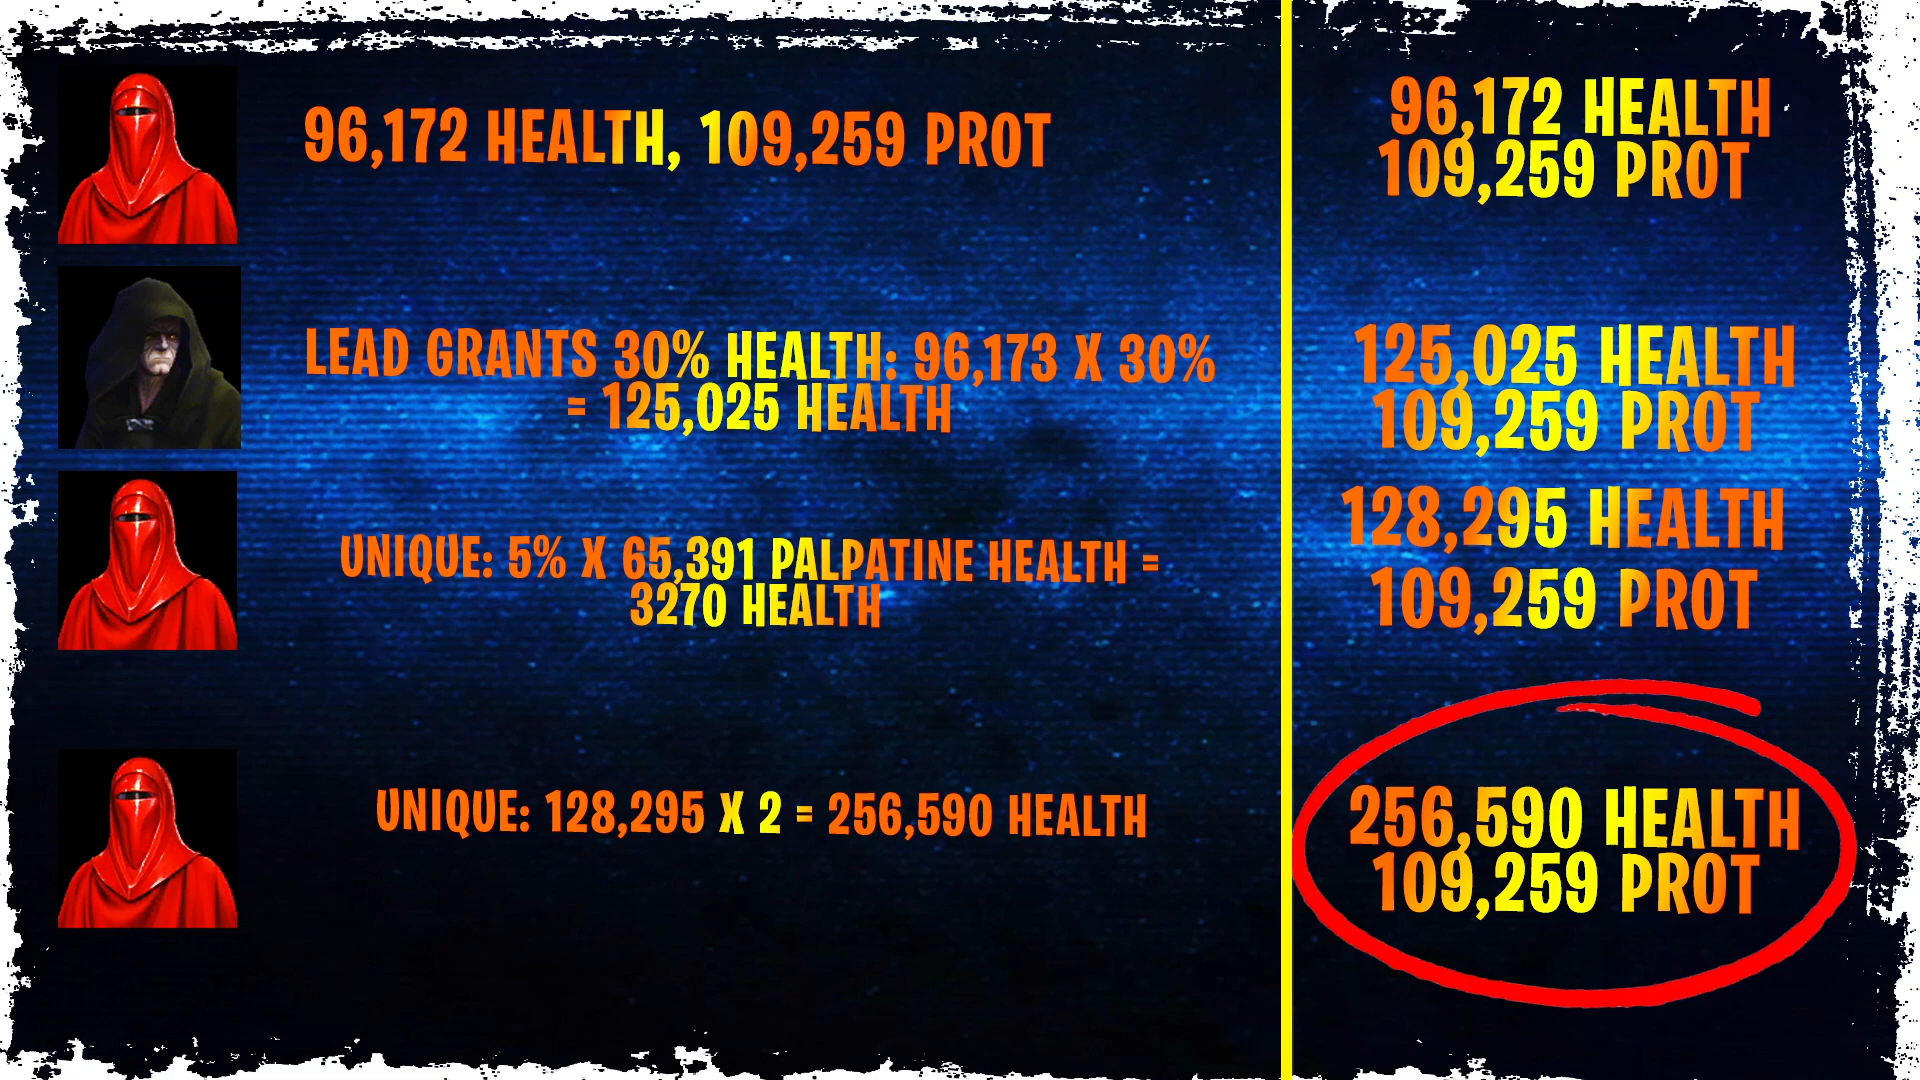 96,172 HEALTH, 109,259 PROT
96,172 HEALTH
109,259 PROT
LEAD GRANTS 30% HEALTH: 96,173 X 30%
= 125,025 HEALTH
125,025 HEALTH
109,259 PROT
UNIQUE: 5% X 65,391 PALPATINE HEALTH =
3270 HEALTH
128,295 HEALTH
109,259 PROT
UNIQUE: 128,295 X 2 = 256,590 HEALTH
256,590 HEALTH
109,259 PROT